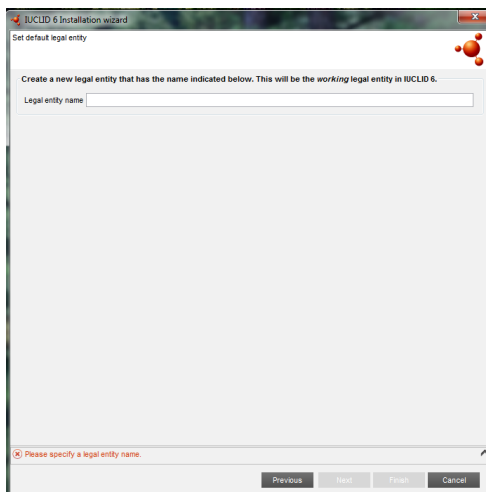 IUCLID 6 Installation wizard
Set default legal entity
Create a new legal entity that has the name indicated below. This will be the working legal entity in IUCLID 6.
Legal entity name
Please specify a legal entity name.
Previous Next Finish Cancel